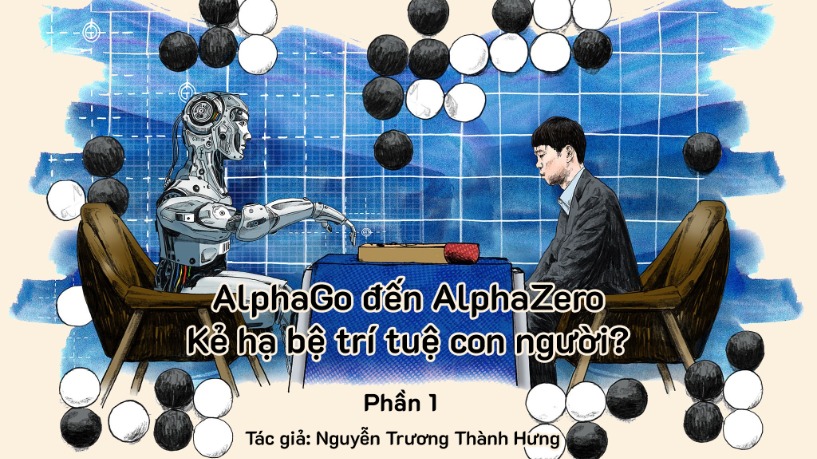 AlphaGo đến AlphaZero
Kẻ hạ bệ trí tuệ con người?
Phần 1
Tác giả: Nguyễn Trương Thành Hưng